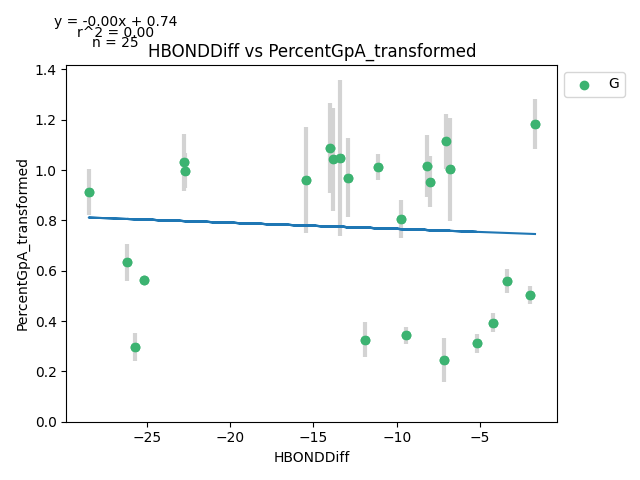 y = -0.00x + 0.74
r^2 = 0.00
n = 25
HBONDDiff vs PercentGpA_transformed
G
PercentGpA_transformed
1.4
1.2
1.0
0.8
0.6
0.4
0.2
0.0
−25
−20
−15
−10
−5
HBONDDiff